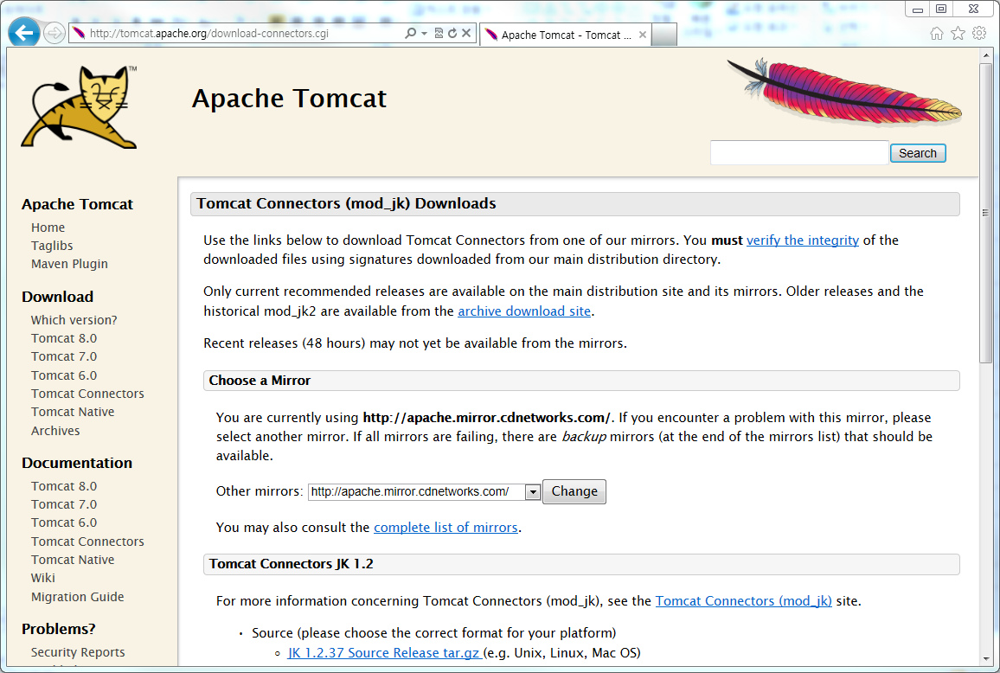 http://tomcat.apache.org/download-connectors.cgi
Apache Tomcat - Tomcat ...
TM
Apache Tomcat
Search
Apache Tomcat
Home
Taglibs
Maven Plugin
Download
Which version?
Tomcat 8.0
Tomcat 7.0
Tomcat 6.0
Tomcat Connectors
Tomcat Native
Archives
Documentation
Tomcat 8.0
Tomcat 7.0
Tomcat 6.0
Tomcat Connectors
Tomcat Native
Wiki
Migration Guide
Problems?
Security Reports
Tomcat Connectors (mod_jk) Downloads
Use the links below to download Tomcat Connectors from one of our mirrors. You must verify the integrity of the
downloaded files using signatures downloaded from our main distribution directory.
Only current recommended releases are available on the main distribution site and its mirrors. Older releases and the
historical mod_jk2 are available from the archive download site.
Recent releases (48 hours) may not yet be available from the mirrors.
Choose a Mirror
You are currently using http://apache.mirror.cdnetworks.com/. If you encounter a problem with this mirror, please
select another mirror. If all mirrors are failing, there are backup mirrors (at the end of the mirrors list) that should be
available.
Other mirrors: http://apache.mirror.cdnetworks.com/ Change
You may also consult the complete list of mirrors.
Tomcat Connectors JK 1.2
For more information concerning Tomcat Connectors (mod_jk), see the Tomcat Connectors (mod_jk) site.
• Source (please choose the correct format for your platform)
○ JK 1.2.37 Source Release tar.gz (e.g. Unix, Linux, Mac OS)